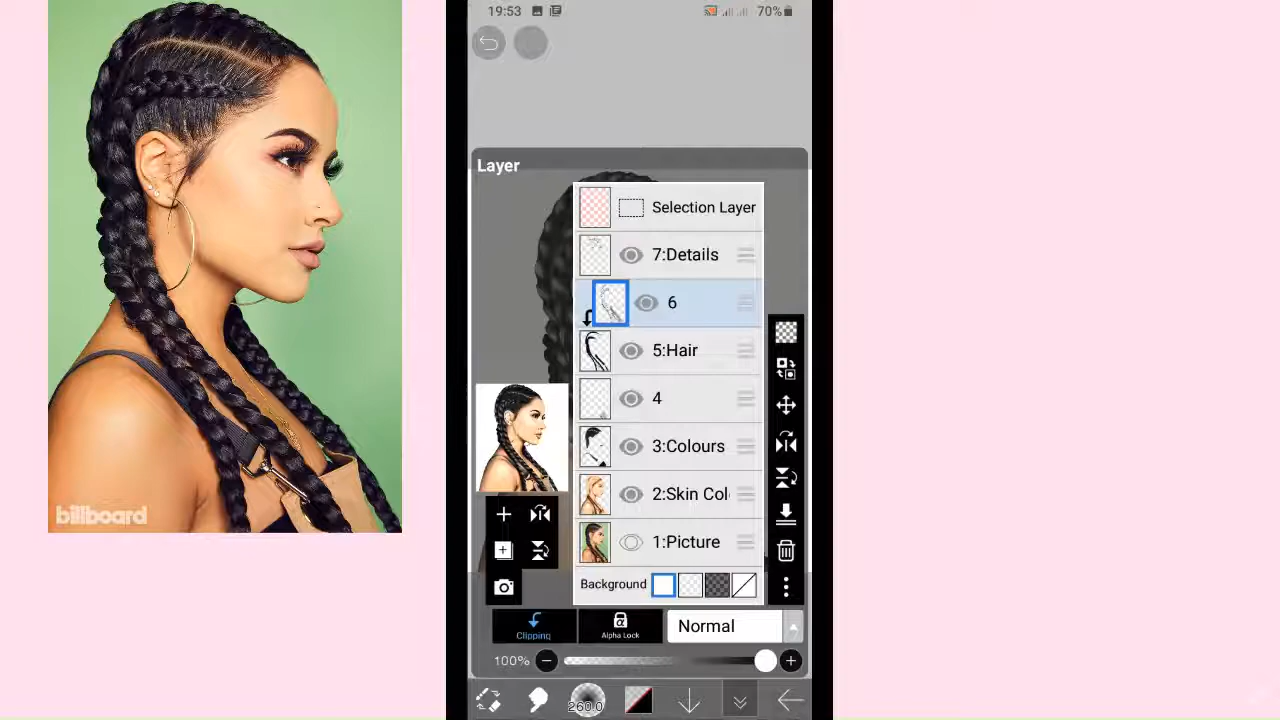 19:53
70%
Layer
Selection Layer
7:Details
6
5:Hair
4
3:Colours
2:Skin Col
1:Picture
Background
Clipping
α
Alpha Lock
Normal
100%
260.0
billboard